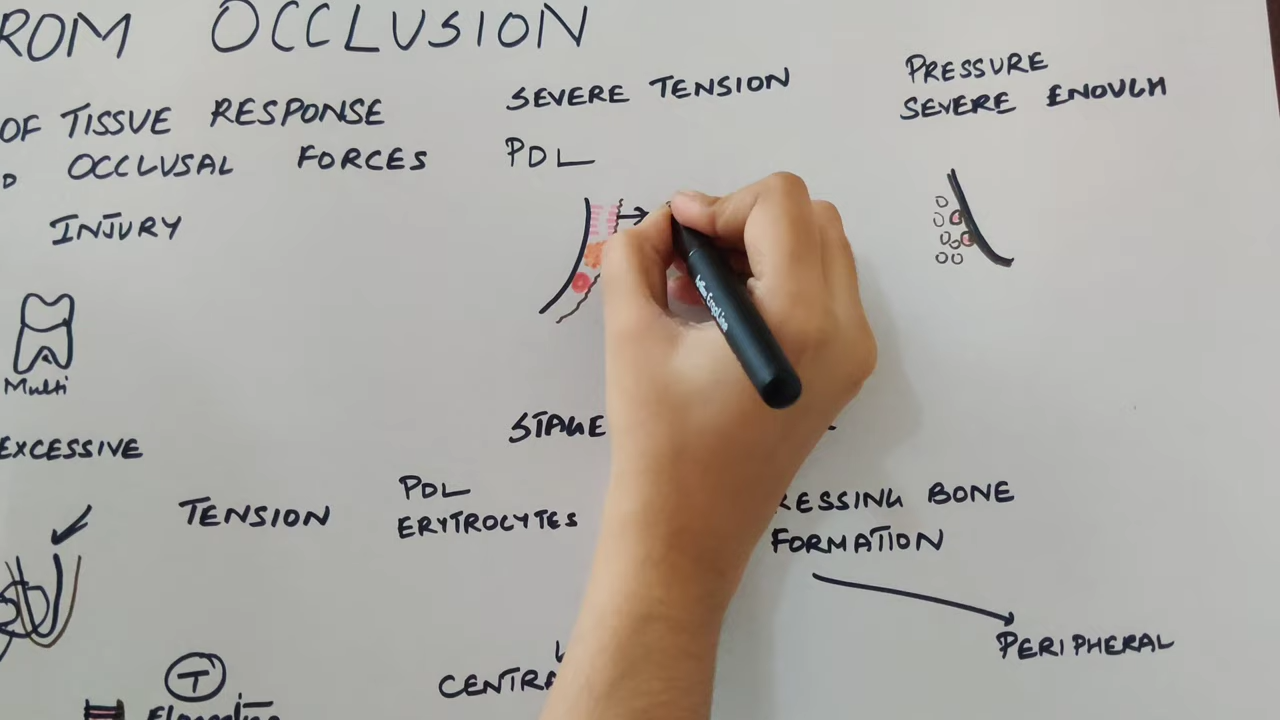 ROM OCCLUSION
OF TISSUE RESPONSE
OCCLUSAL FORCES
INJURY
Multi
EXCESSIVE
TENSION
T
SEVERE TENSION
PDL
PRESSURE
SEVERE ENOUGH
STAGE
PDL
ERYTROCYTES
RESSING BONE
FORMATION
PERIPHERAL
CENTRA